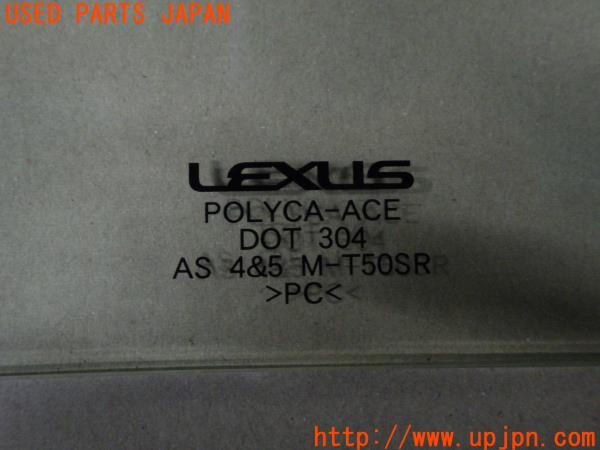 USED PARTS JAPAN
LEXUS
POLYCA-ACE
DOT 304
AS 4&5 M-T50SR
>PC<
http://www.upjpn.com/